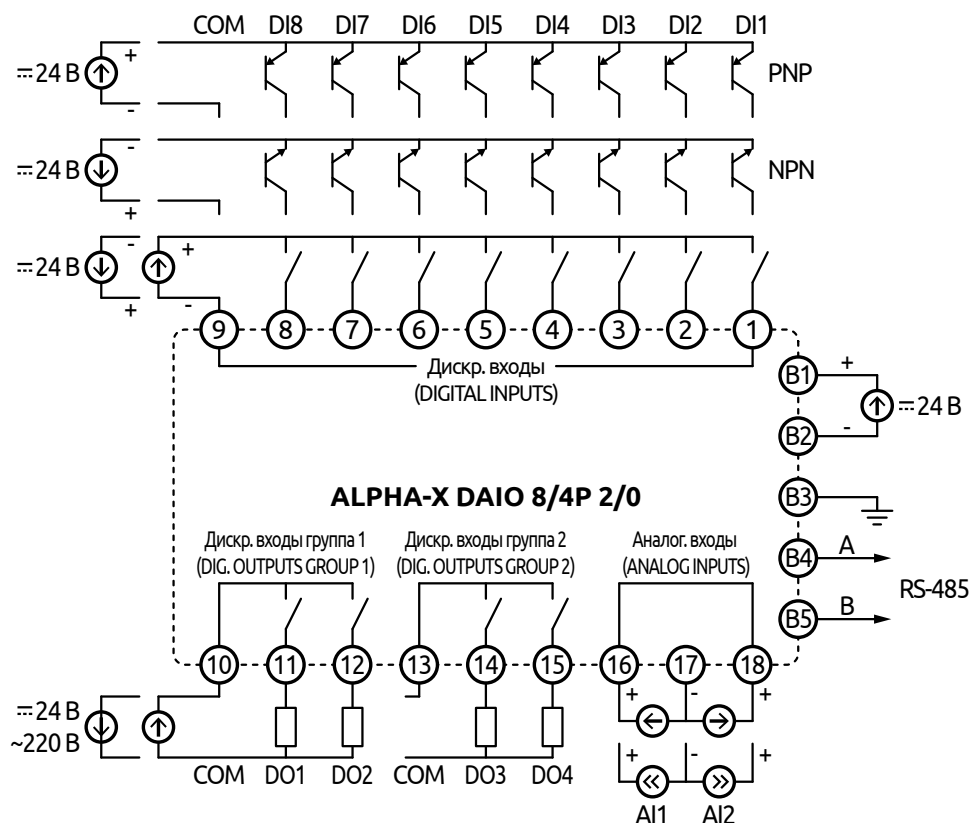 COM DI8 DI7 DI6 DI5 DI4 DI3 DI2 DI1
+
⎓24 В
PNP
-
-
⎓24 В
NPN
+
- +
⎓24 В
+ -
9 8 7 6 5 4 3 2 1
Дискр. входы
(DIGITAL INPUTS)
B1 +
⎓24 В
B2 -
ALPHA-X DAIO 8/4P 2/0
B3
Дискр. входы группа 1
(DIG. OUTPUTS GROUP 1)
Дискр. входы группа 2
(DIG. OUTPUTS GROUP 2)
Аналог. входы
(ANALOG INPUTS)
B4 A
RS-485
B5 B
10 11 12 13 14 15 16 17 18
+ - +
⎓24 В
~220 В
+ - +
COM DO1 DO2 COM DO3 DO4
AI1 AI2